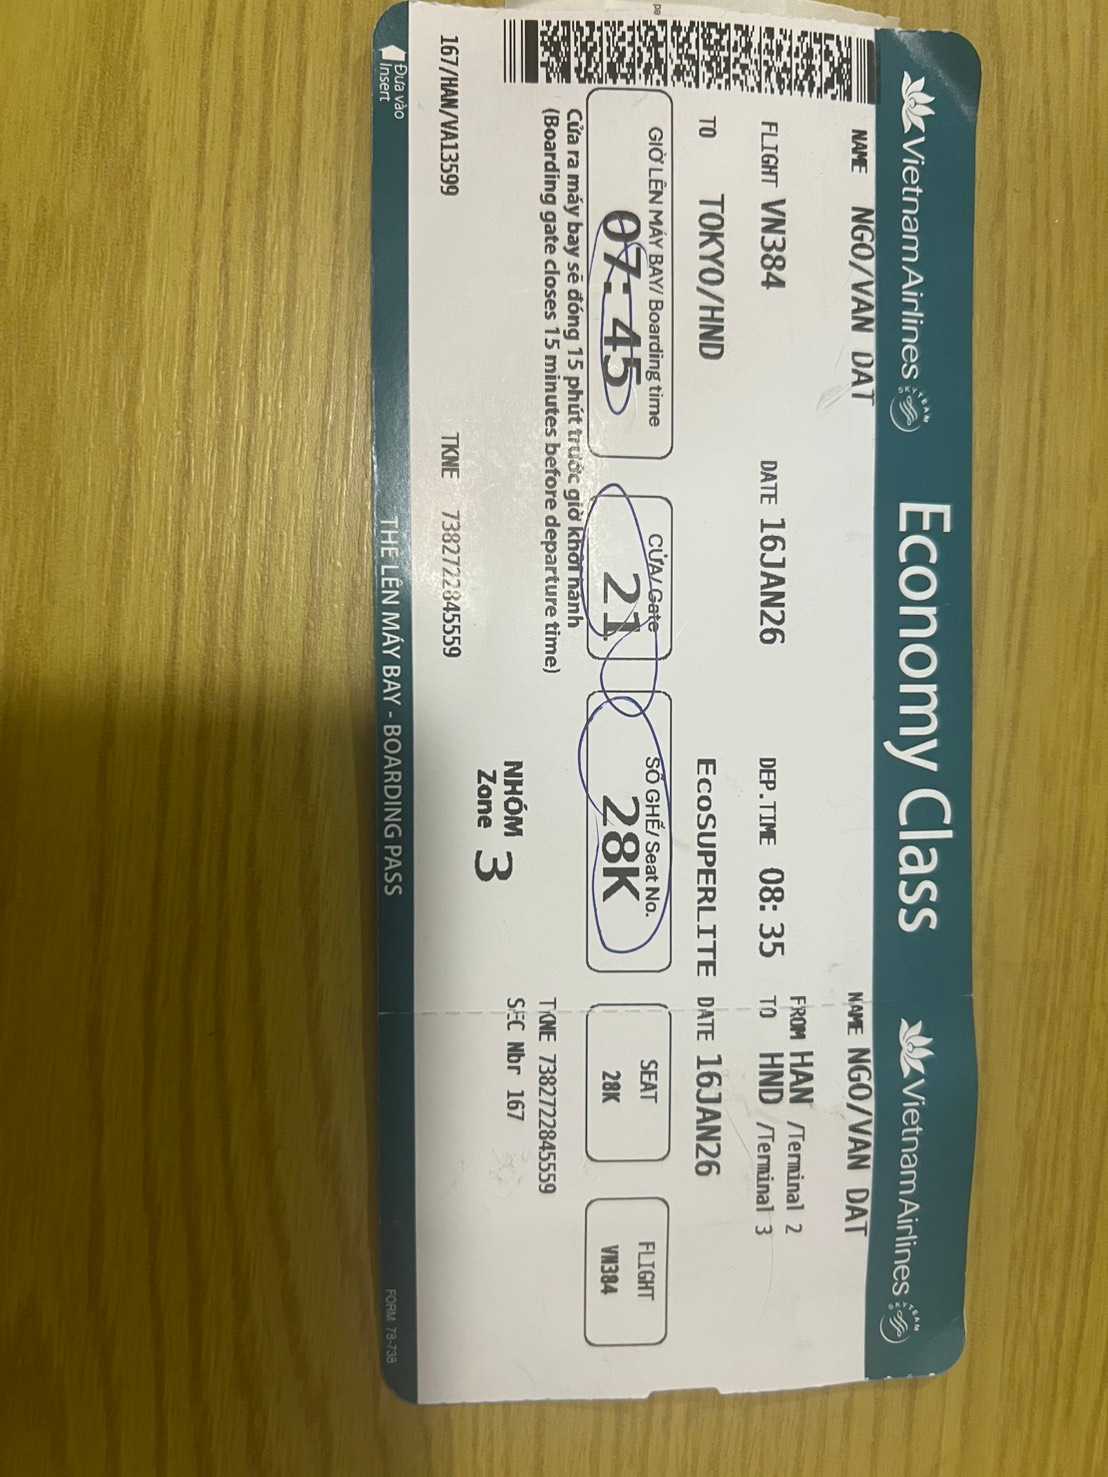 Vietnam Airlines SKYTEAM Economy Class
NAME NGO/VAN DAT
FLIGHT VN384 DATE 16JAN26 DEP.TIME 08:35
TO TOKYO/HND EcoSUPERLITE
GIỜ LÊN MÁY BAY/ Boarding time
07:45
CỬA/ Gate
21
SỐ GHẾ/ Seat No.
28K
Cửa ra máy bay sẽ đóng 15 phút trước giờ khởi hành
(Boarding gate closes 15 minutes before departure time)
NHÓM
Zone 3
167/HAN/VA13599 TKNE 7382722845559
Đưa vào
Insert
THẺ LÊN MÁY BAY - BOARDING PASS
Vietnam Airlines SKYTEAM
NAME NGO/VAN DAT
FROM HAN /Terminal 2
TO HND /Terminal 3
DATE 16JAN26
SEAT
28K
FLIGHT
VN384
TKNE 7382722845559
SEC Nbr 167
FORM 78-738